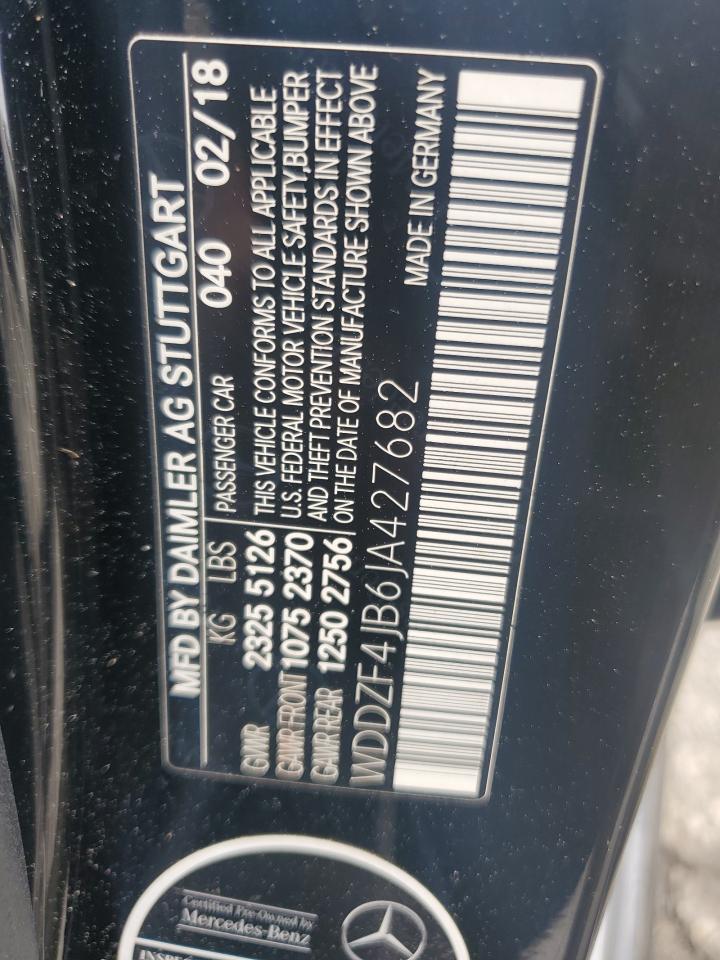 MFD BY DAIMLER AG STUTTGART
040 02/18
KG LBS PASSENGER CAR
GVWR 2325 5126
GAWR FRONT 1075 2370
GAWR REAR 1250 2756
THIS VEHICLE CONFORMS TO ALL APPLICABLE
U.S. FEDERAL MOTOR VEHICLE SAFETY, BUMPER
AND THEFT PREVENTION STANDARDS IN EFFECT
ON THE DATE OF MANUFACTURE SHOWN ABOVE
WDDZF4JB6JA427682
MADE IN GERMANY
Certified Pre-Owned by
Mercedes-Benz